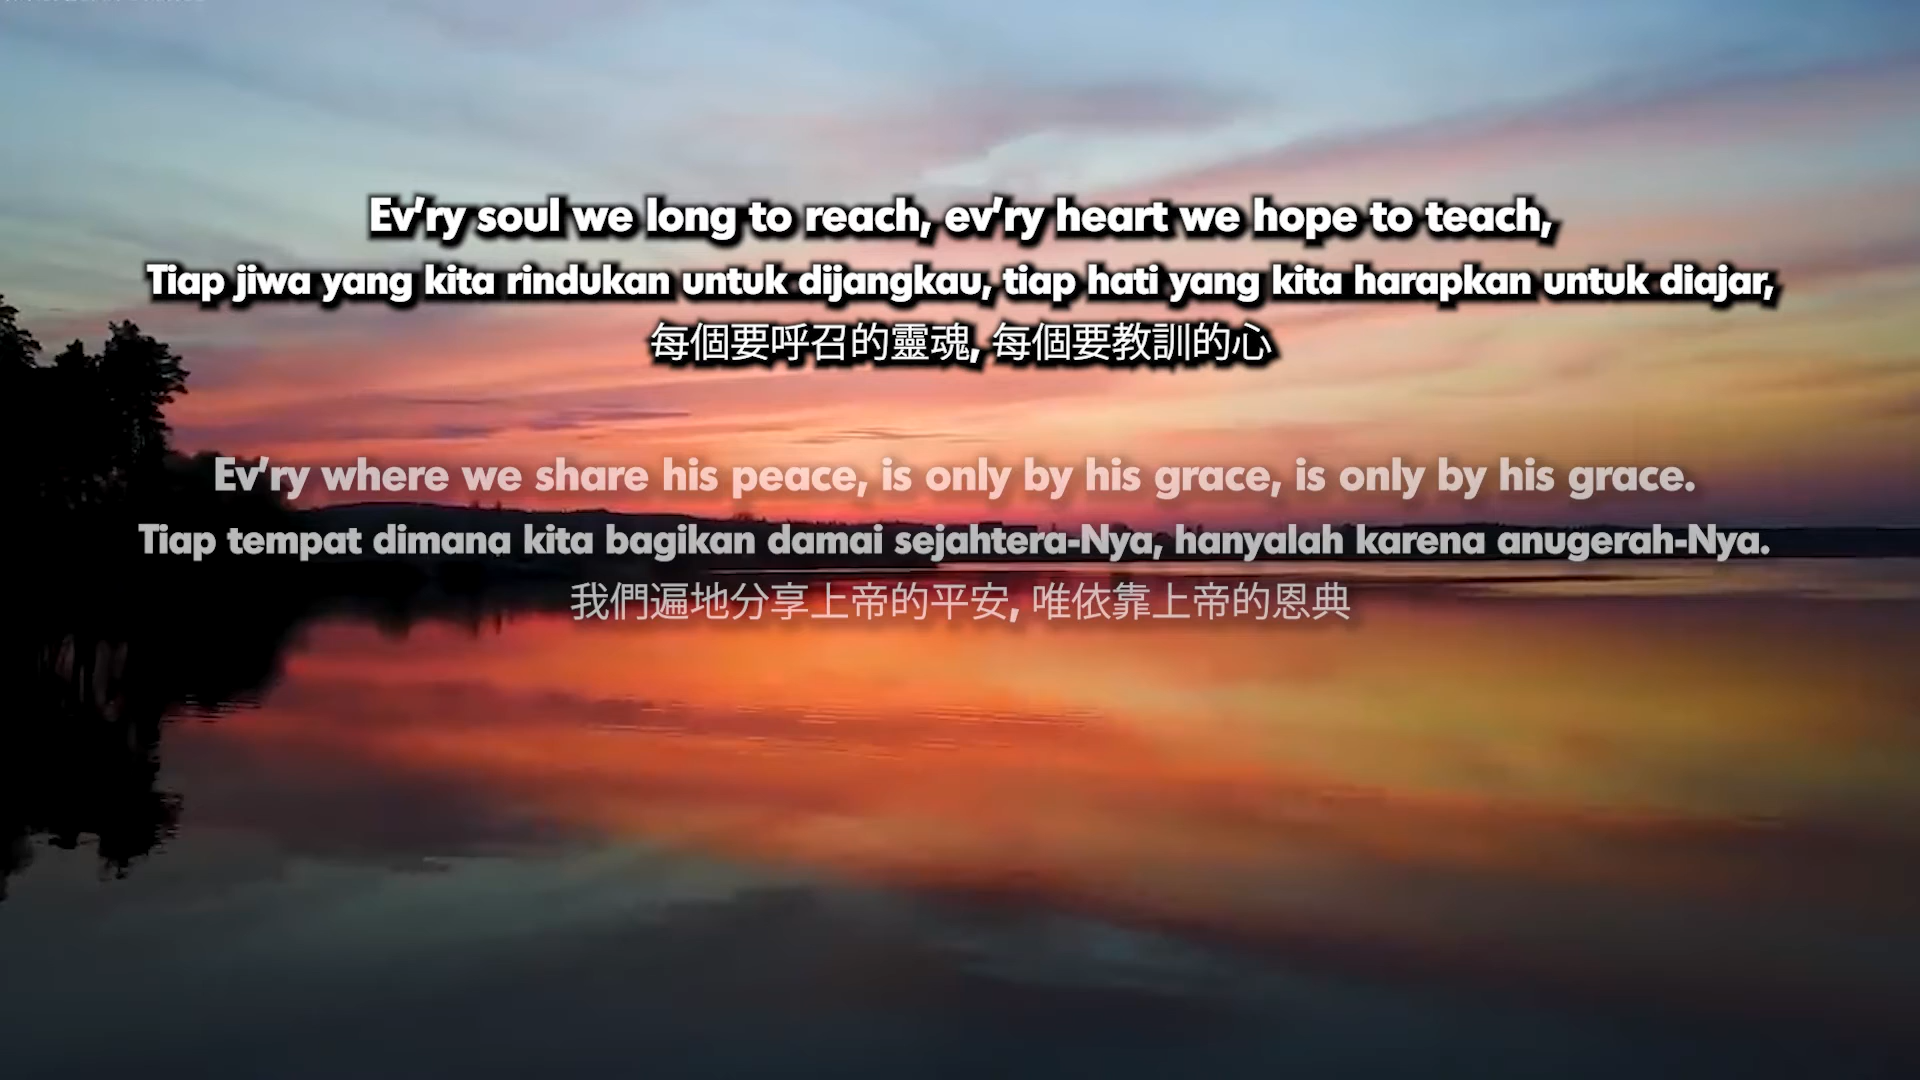 Ev'ry soul we long to reach, ev'ry heart we hope to teach,
Tiap jiwa yang kita rindukan untuk dijangkau, tiap hati yang kita harapkan untuk diajar,
每個要呼召的靈魂, 每個要教訓的心
Ev'ry where we share his peace, is only by his grace, is only by his grace.
Tiap tempat dimana kita bagikan damai sejahtera-Nya, hanyalah karena anugerah-Nya.
我們遍地分享上帝的平安, 唯依靠上帝的恩典